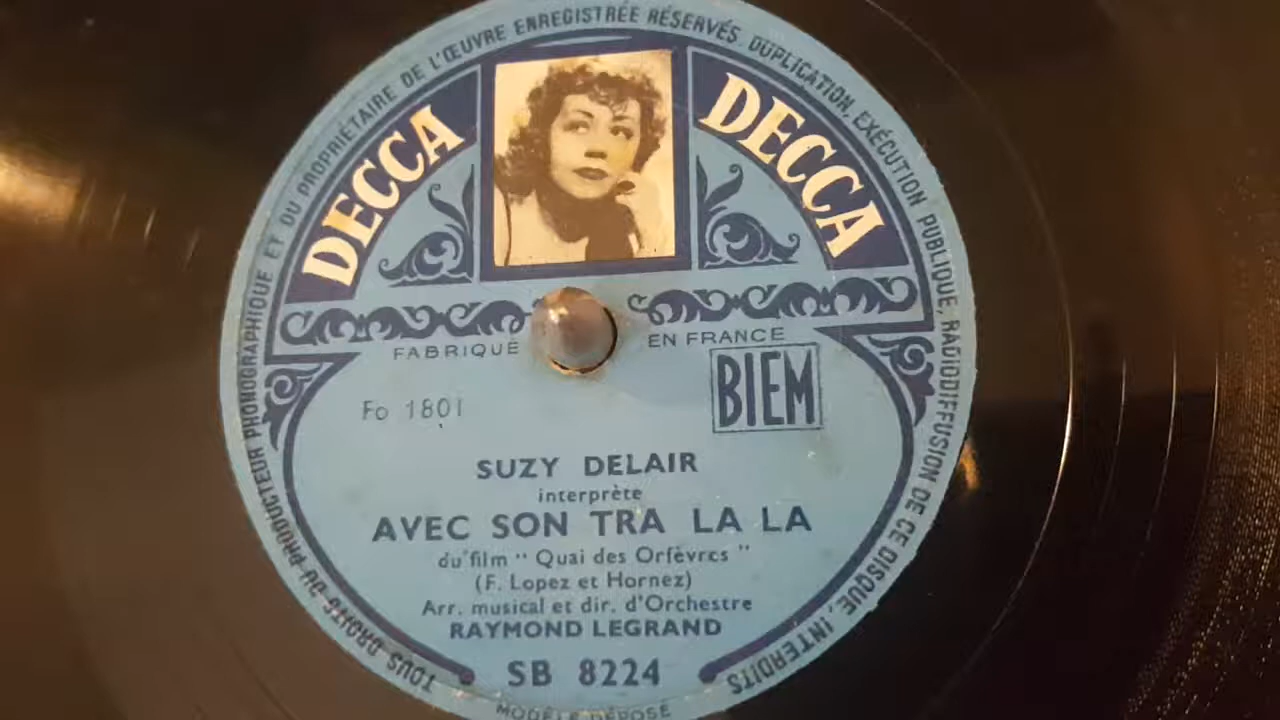 TOUS DROITS DU PRODUCTEUR PHONOGRAPHIQUE ET DU PROPRIÉTAIRE DE L'ŒUVRE ENREGISTRÉE RÉSERVÉS. DUPLICATION, EXÉCUTION PUBLIQUE, RADIODIFFUSION DE CE DISQUE, INTERDITS
DECCA DECCA
FABRIQUÉ EN FRANCE
BIEM
Fo 1801
SUZY DELAIR
interprète
AVEC SON TRA LA LA
du film " Quai des Orfèvres "
(F. Lopez et Hornez)
Arr. musical et dir. d'Orchestre
RAYMOND LEGRAND
SB 8224
MODÈLE DÉPOSÉ